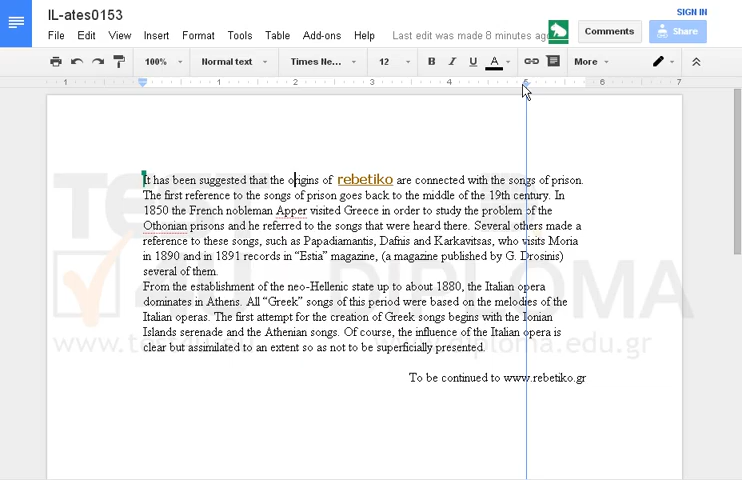 IL-ates0153
SIGN IN
File Edit View Insert Format Tools Table Add-ons Help Last edit was made 8 minutes ago Comments Share
100% Normal text Times Ne... 12 B I U A More
1 1 2 3 4 5 6 7
It has been suggested that the origins of rebetiko are connected with the songs of prison.
The first reference to the songs of prison goes back to the middle of the 19th century. In
1850 the French nobleman Apper visited Greece in order to study the problem of the
Othonian prisons and he referred to the songs that were heard there. Several others made a
reference to these songs, such as Papadiamantis, Dafnis and Karkavitsas, who visits Moria
in 1890 and in 1891 records in “Estia” magazine, (a magazine published by G. Drosinis)
several of them.
From the establishment of the neo-Hellenic state up to about 1880, the Italian opera
dominates in Athens. All “Greek” songs of this period were based on the melodies of the
Italian operas. The first attempt for the creation of Greek songs begins with the Ionian
Islands serenade and the Athenian songs. Of course, the influence of the Italian opera is
clear but assimilated to an extent so as not to be superficially presented.
To be continued to www.rebetiko.gr